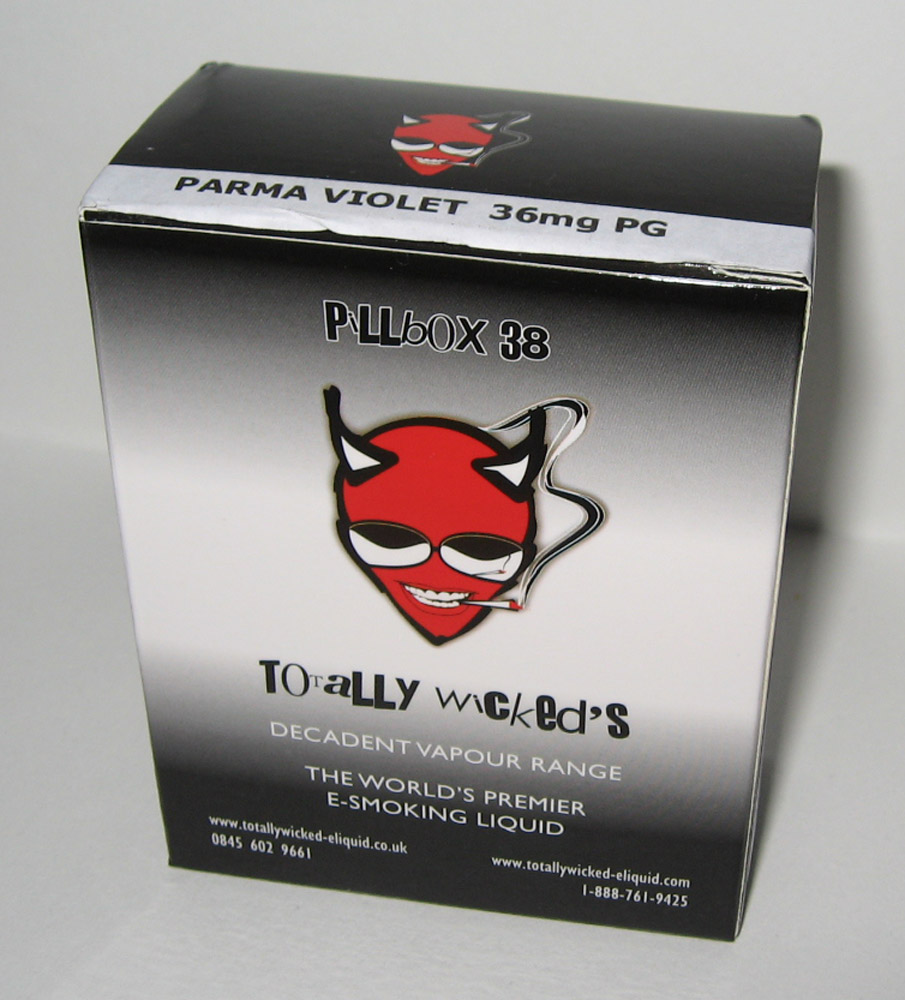 PARMA VIOLET 36mg PG
PiLLbOX 38
TOTaLLY wiCked'S
DECADENT VAPOUR RANGE
THE WORLD'S PREMIER
E-SMOKING LIQUID
www.totallywicked-eliquid.co.uk
0845 602 9661
www.totallywicked-eliquid.com
1-888-761-9425